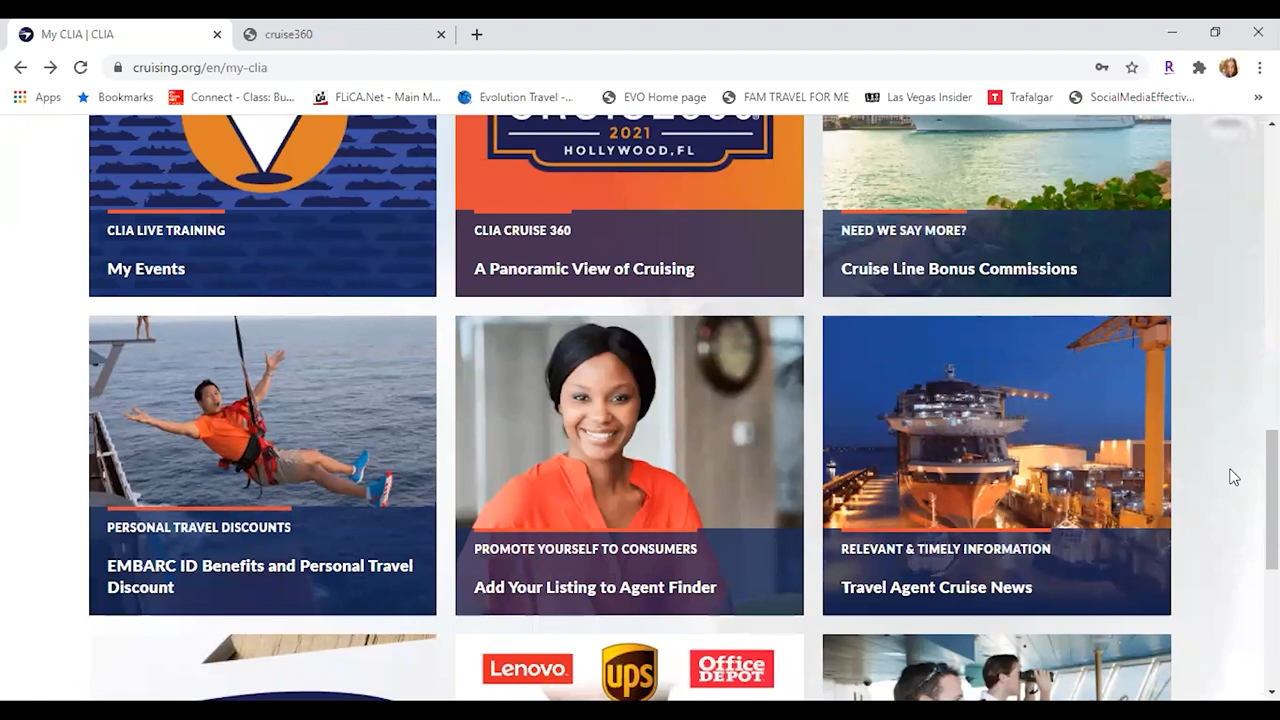 My CLIA | CLIA
cruise360
cruising.org/en/my-clia
R
Apps
Bookmarks
Connect - Class: Bu...
FLiCA.Net - Main M...
Evolution Travel -...
EVO Home page
FAM TRAVEL FOR ME
Las Vegas Insider
T
Trafalgar
SocialMediaEffectiv...
»
2021
HOLLYWOOD, FL
CLIA LIVE TRAINING
My Events
CLIA CRUISE 360
A Panoramic View of Cruising
NEED WE SAY MORE?
Cruise Line Bonus Commissions
PERSONAL TRAVEL DISCOUNTS
EMBARC ID Benefits and Personal Travel
Discount
PROMOTE YOURSELF TO CONSUMERS
Add Your Listing to Agent Finder
RELEVANT & TIMELY INFORMATION
Travel Agent Cruise News
Lenovo
ups
Office
DEPOT